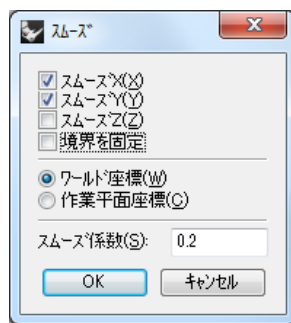 スムーズ
スムーズX(X)
スムーズY(Y)
スムーズZ(Z)
境界を固定
ワールド座標(W)
作業平面座標(C)
スムーズ係数(S): 0.2
OK キャンセル